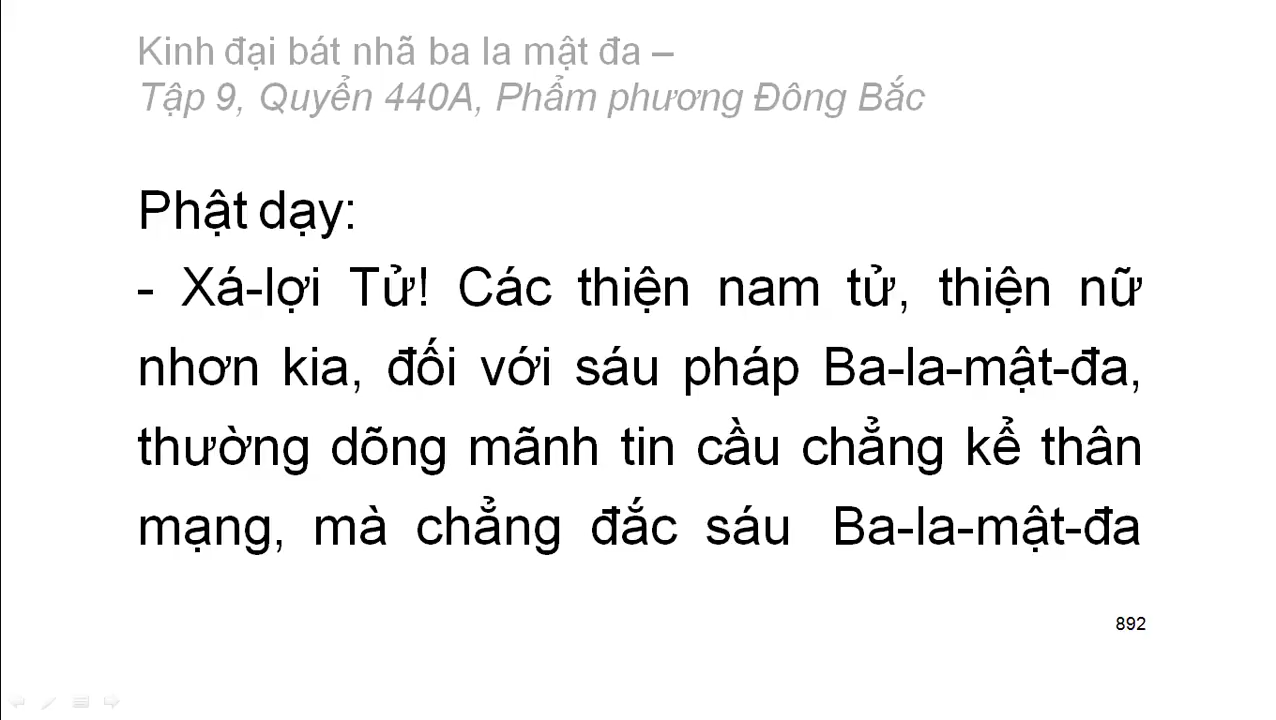 Kinh đại bát nhã ba la mật đa –
Tập 9, Quyển 440A, Phẩm phương Đông Bắc
Phật dạy:
- Xá-lợi Tử! Các thiện nam tử, thiện nữ
nhơn kia, đối với sáu pháp Ba-la-mật-đa,
thường dõng mãnh tin cầu chẳng kể thân
mạng, mà chẳng đắc sáu Ba-la-mật-đa
892